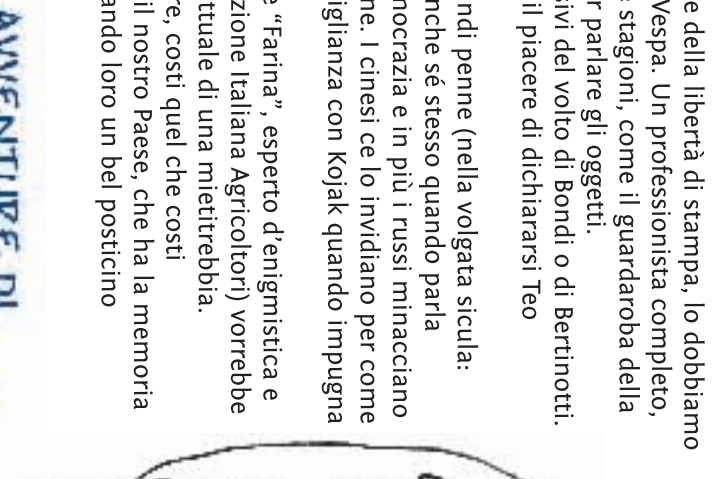 e della libertà di stampa, lo dobbiamo
Vespa. Un professionista completo,
stagioni, come il guardaroba della
r parlare gli oggetti.
sivi del volto di Bondi o di Bertinotti.
il piacere di dichiararsi Teo
ndi penne (nella volgata sicula:
nche sé stesso quando parla
nocrazia e in più i russi minacciano
ne. I cinesi ce lo invidiano per come
iglianza con Kojak quando impugna
e “Farina”, esperto d'enigmistica e
zione Italiana Agricoltori) vorrebbe
ttuale di una mietitrebbia.
re, costi quel che costi
il nostro Paese, che ha la memoria
ando loro un bel posticino
AVVENTURE DI